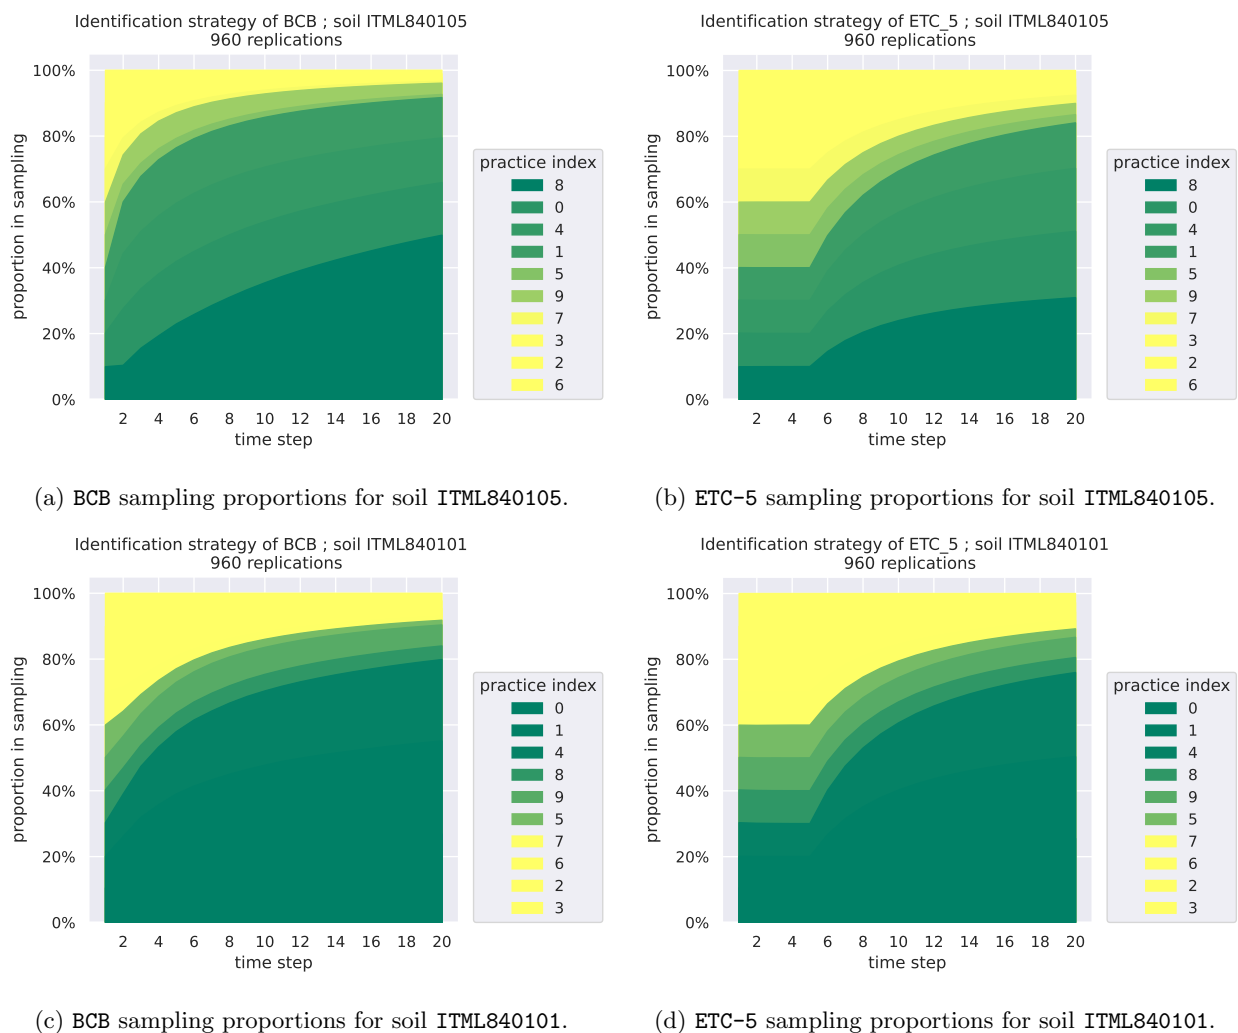 Identification strategy of BCB ; soil ITML840105
960 replications
100%
80%
60%
40%
20%
0%
proportion in sampling
2 4 6 8 10 12 14 16 18 20
time step
practice index
8
0
4
1
5
9
7
3
2
6
(a) BCB sampling proportions for soil ITML840105.
Identification strategy of ETC_5 ; soil ITML840105
960 replications
100%
80%
60%
40%
20%
0%
proportion in sampling
2 4 6 8 10 12 14 16 18 20
time step
practice index
8
0
4
1
5
9
7
3
2
6
(b) ETC-5 sampling proportions for soil ITML840105.
Identification strategy of BCB ; soil ITML840101
960 replications
100%
80%
60%
40%
20%
0%
proportion in sampling
2 4 6 8 10 12 14 16 18 20
time step
practice index
0
1
4
8
9
5
7
6
2
3
(c) BCB sampling proportions for soil ITML840101.
Identification strategy of ETC_5 ; soil ITML840101
960 replications
100%
80%
60%
40%
20%
0%
proportion in sampling
2 4 6 8 10 12 14 16 18 20
time step
practice index
0
1
4
8
9
5
7
6
2
3
(d) ETC-5 sampling proportions for soil ITML840101.